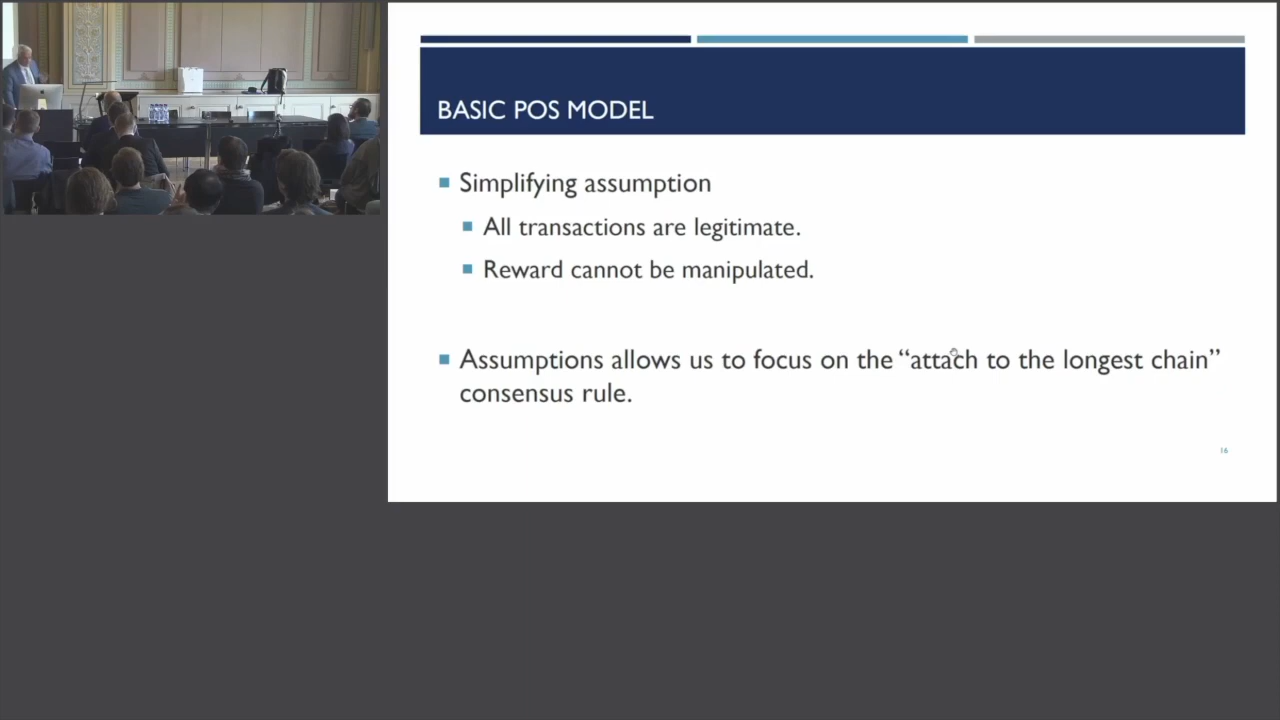 BASIC POS MODEL
Simplifying assumption
All transactions are legitimate.
Reward cannot be manipulated.
Assumptions allows us to focus on the “attach to the longest chain”
consensus rule.
16